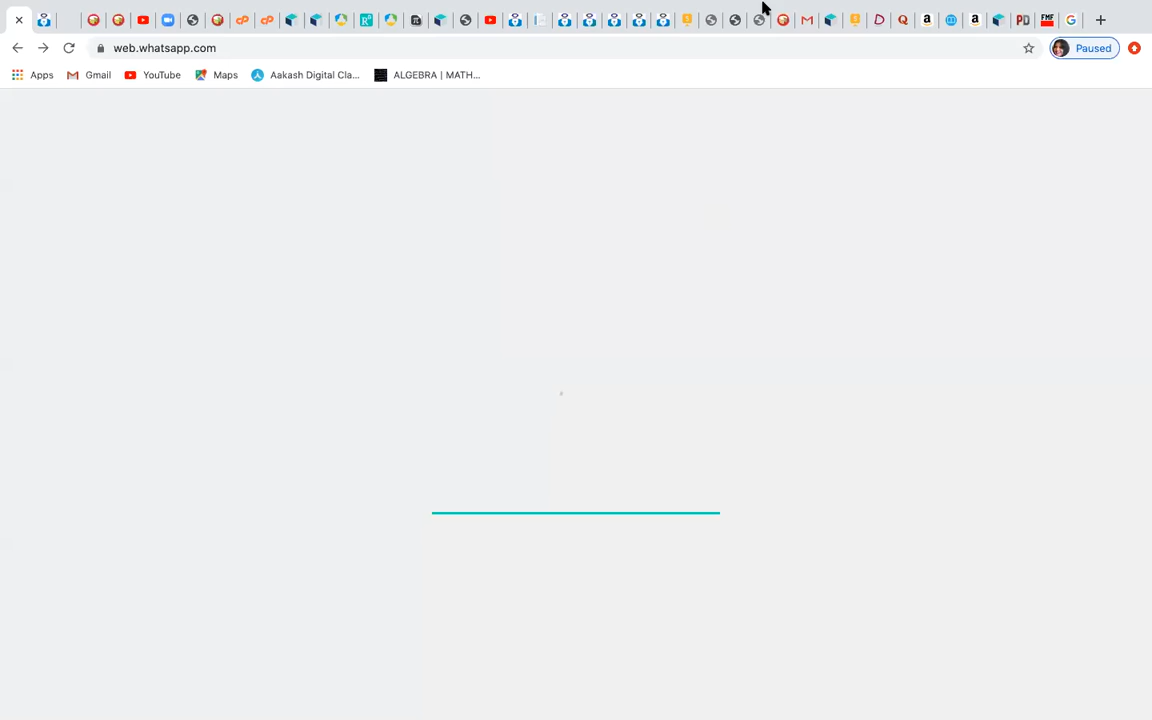 web.whatsapp.com
Paused
Apps
Gmail
YouTube
Maps
Aakash Digital Cla...
ALGEBRA | MATH...